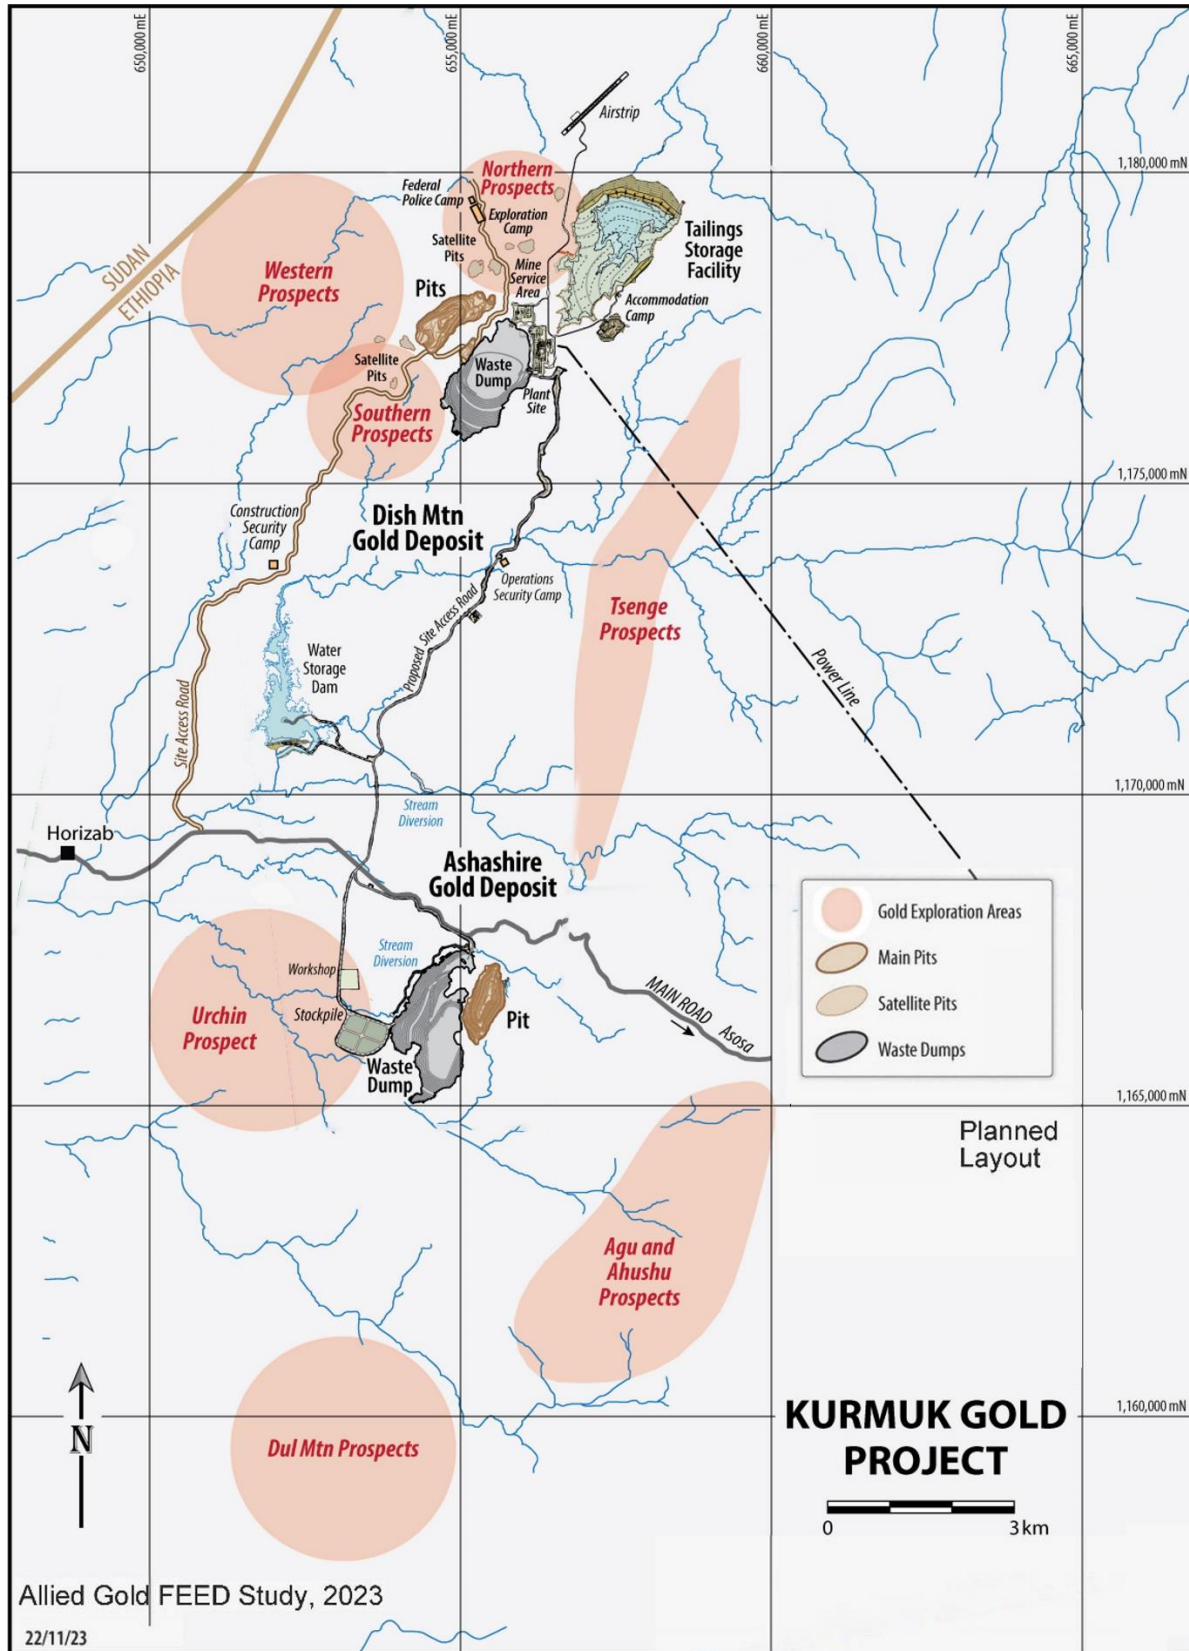 650,000 mE
655,000 mE
660,000 mE
665,000 mE
Airstrip
1,180,000 mN
Northern
Prospects
Federal
Police Camp
Exploration
Camp
Satellite
Pits
Mine
Service
Area
Tailings
Storage
Facility
SUDAN
ETHIOPIA
Western
Prospects
Pits
Accommodation
Camp
Satellite
Pits
Waste
Dump
Plant
Site
Southern
Prospects
1,175,000 mN
Construction
Security
Camp
Dish Mtn
Gold Deposit
Operations
Security Camp
Tsenge
Prospects
Proposed Site Access Road
Water
Storage
Dam
Power Line
Site Access Road
1,170,000 mN
Stream
Diversion
Horizab
Ashashire
Gold Deposit
Gold Exploration Areas
Main Pits
Satellite Pits
Waste Dumps
Stream
Diversion
Workshop
Stockpile
Urchin
Prospect
Pit
MAIN ROAD
Asosa
Waste
Dump
1,165,000 mN
Planned
Layout
Agu and
Ahushu
Prospects
N
1,160,000 mN
Dul Mtn Prospects
KURMUK GOLD
PROJECT
0 3 km
Allied Gold FEED Study, 2023
22/11/23